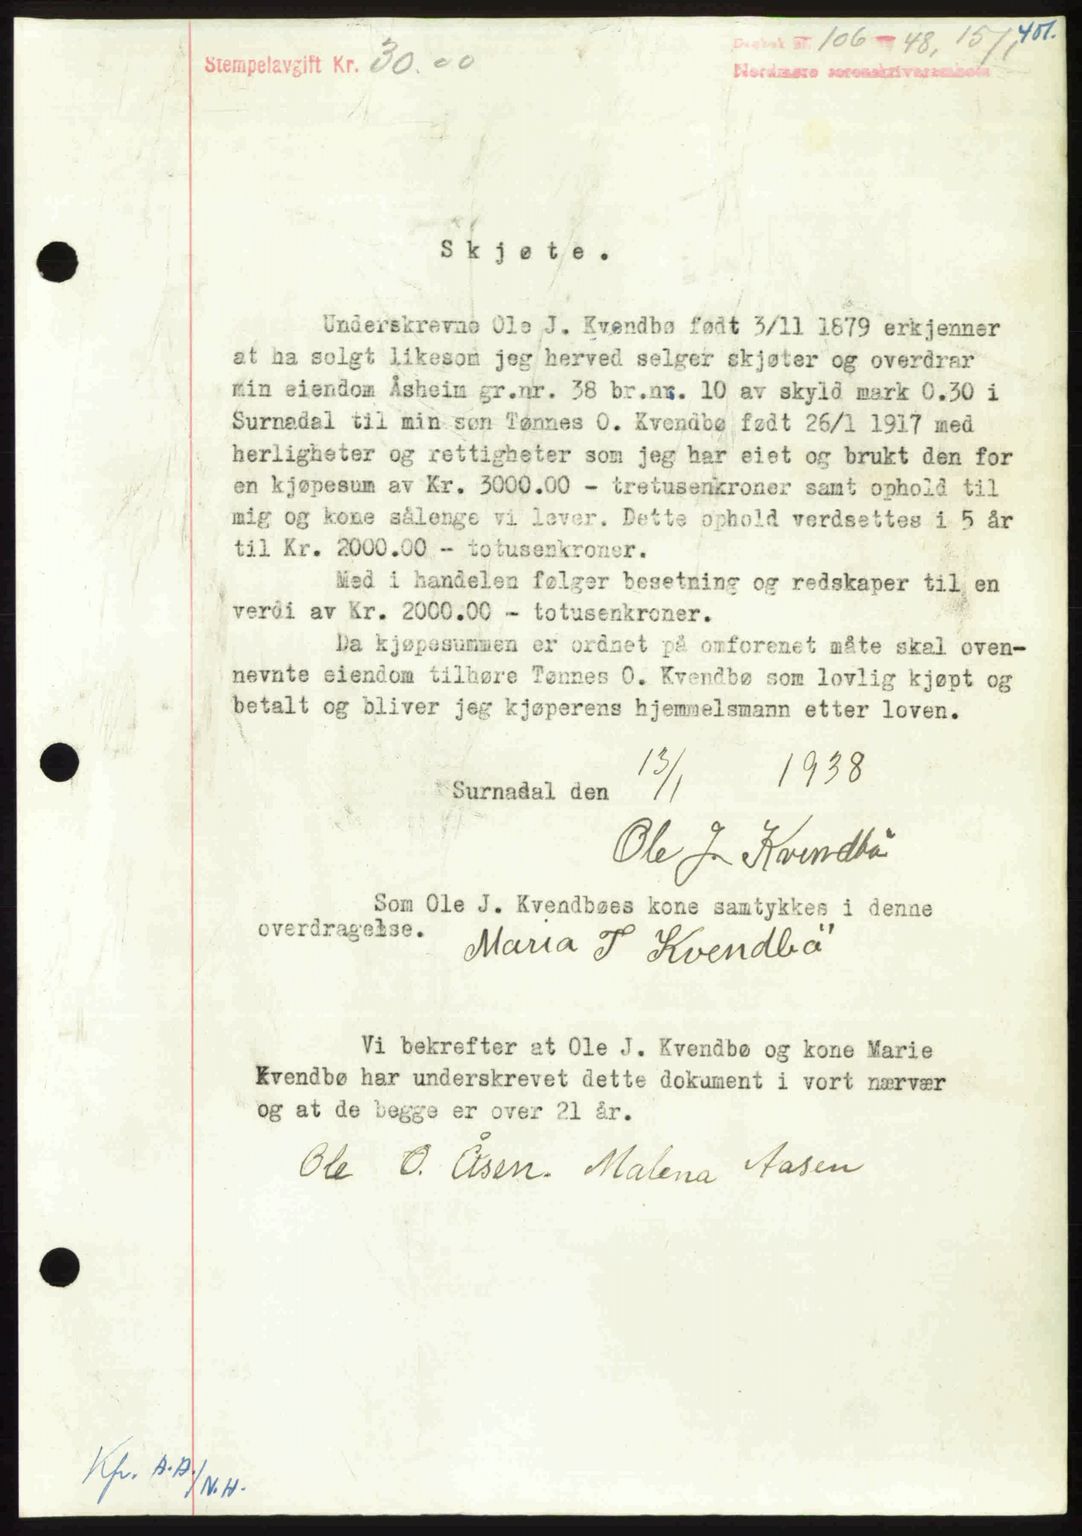 Stempelavgift Kr. 30.00
Dagbok nr. 106 48, 15/1, 401.
Nordmøre sorenskriverembete
Skjøte.
Underskrevne Ole J. Kvendbø født 3/11 1879 erkjenner
at ha solgt likesom jeg herved selger skjøter og overdrar
min eiendom Åsheim gr.nr. 38 br.nr. 10 av skyld mark 0.30 i
Surnadal til min søn Tønnes O. Kvendbø født 26/1 1917 med
herligheter og rettigheter som jeg har eiet og brukt den for
en kjøpesum av Kr. 3000.00 - tretusenkroner samt ophold til
mig og kone sålenge vi lever. Dette ophold verdsettes i 5 år
til Kr. 2000.00 - totusenkroner.
Med i handelen følger besetning og redskaper til en
verdi av Kr. 2000.00 - totusenkroner.
Da kjøpesummen er ordnet på omforenet måte skal oven-
nevnte eiendom tilhøre Tønnes O. Kvendbø som lovlig kjøpt og
betalt og bliver jeg kjøperens hjemmelsmann etter loven.
Surnadal den 13/1 1938
Ole J Kvendbø
Som Ole J. Kvendbøes kone samtykkes i denne
overdragelse.
Maria T Kvendbø
Vi bekrefter at Ole J. Kvendbø og kone Marie
Kvendbø har underskrevet dette dokument i vort nærvær
og at de begge er over 21 år.
Ole O. Åsen. Malena Aasen
Kfr. A.A./N.H.